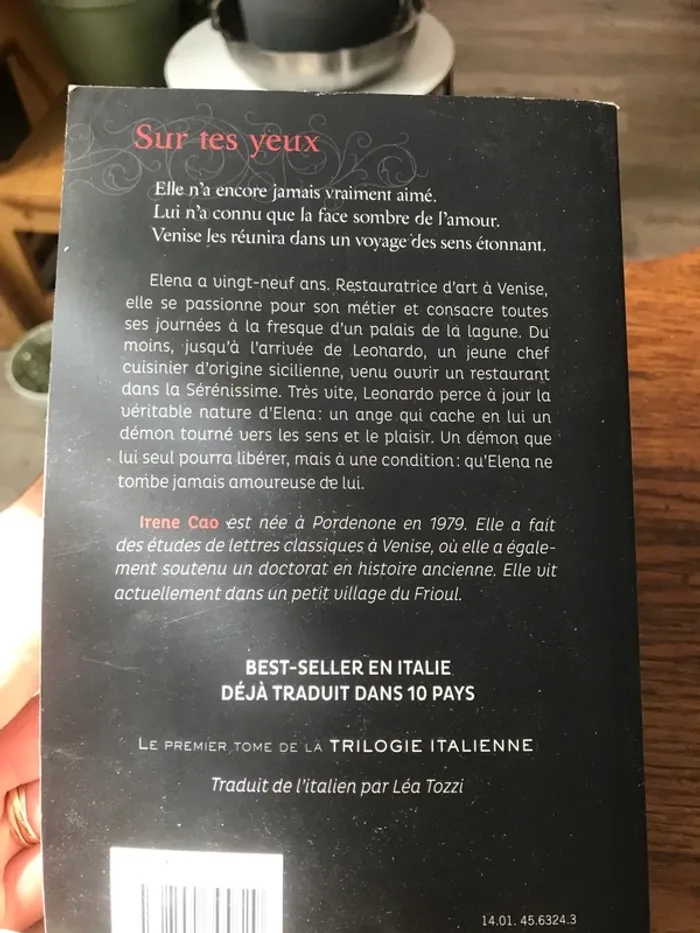 Sur tes yeux
Elle n'a encore jamais vraiment aimé.
Lui n'a connu que la face sombre de l'amour.
Venise les réunira dans un voyage des sens étonnant.
Elena a vingt-neuf ans. Restauratrice d'art à Venise,
elle se passionne pour son métier et consacre toutes
ses journées à la fresque d'un palais de la lagune. Du
moins, jusqu'à l'arrivée de Leonardo, un jeune chef
cuisinier d'origine sicilienne, venu ouvrir un restaurant
dans la Sérénissime. Très vite, Leonardo perce à jour la
véritable nature d'Elena : un ange qui cache en lui un
démon tourné vers les sens et le plaisir. Un démon que
lui seul pourra libérer, mais à une condition : qu'Elena ne
tombe jamais amoureuse de lui.
Irene Cao est née à Pordenone en 1979. Elle a fait
des études de lettres classiques à Venise, où elle a égale-
ment soutenu un doctorat en histoire ancienne. Elle vit
actuellement dans un petit village du Frioul.
BEST-SELLER EN ITALIE
DÉJÀ TRADUIT DANS 10 PAYS
LE PREMIER TOME DE LA TRILOGIE ITALIENNE
Traduit de l'italien par Léa Tozzi
14.01. 45.6324.3